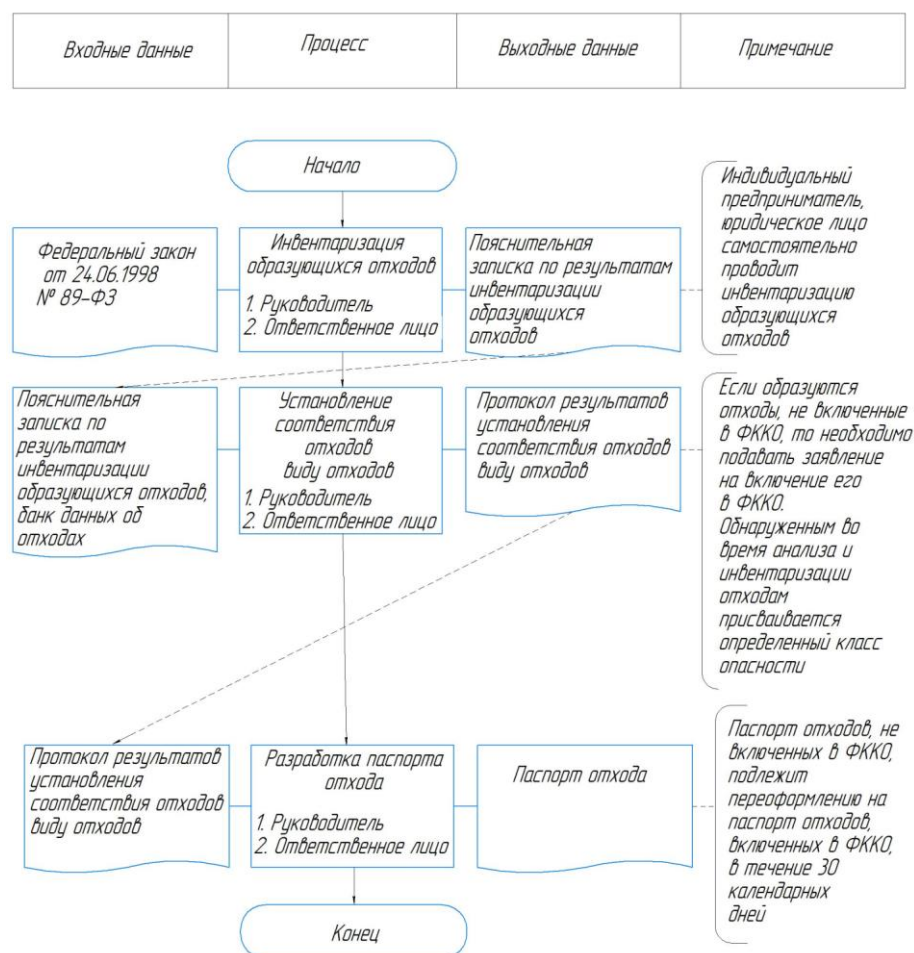 Входные данные
Процесс
Выходные данные
Примечание
Начало
Федеральный закон
от 24.06.1998
№ 89-ФЗ
Инвентаризация
образующихся отходов
1. Руководитель
2. Ответственное лицо
Пояснительная
записка по результатам
инвентаризации
образующихся
отходов
Индивидуальный
предприниматель,
юридическое лицо
самостоятельно
проводит
инвентаризацию
образующихся
отходов
Пояснительная
записка по
результатам
инвентаризации
образующихся отходов,
банк данных об
отходах
Установление
соответствия
отходов
виду отходов
1. Руководитель
2. Ответственное лицо
Протокол результатов
установления
соответствия отходов
виду отходов
Если образуются
отходы, не включенные
в ФККО, то необходимо
подавать заявление
на включение его
в ФККО.
Обнаруженным во
время анализа и
инвентаризации
отходам
присваивается
определенный класс
опасности
Протокол результатов
установления
соответствия отходов
виду отходов
Разработка паспорта
отхода
1. Руководитель
2. Ответственное лицо
Паспорт отхода
Паспорт отходов, не
включенных в ФККО,
подлежит
переоформлению на
паспорт отходов,
включенных в ФККО,
в течение 30
календарных
дней
Конец